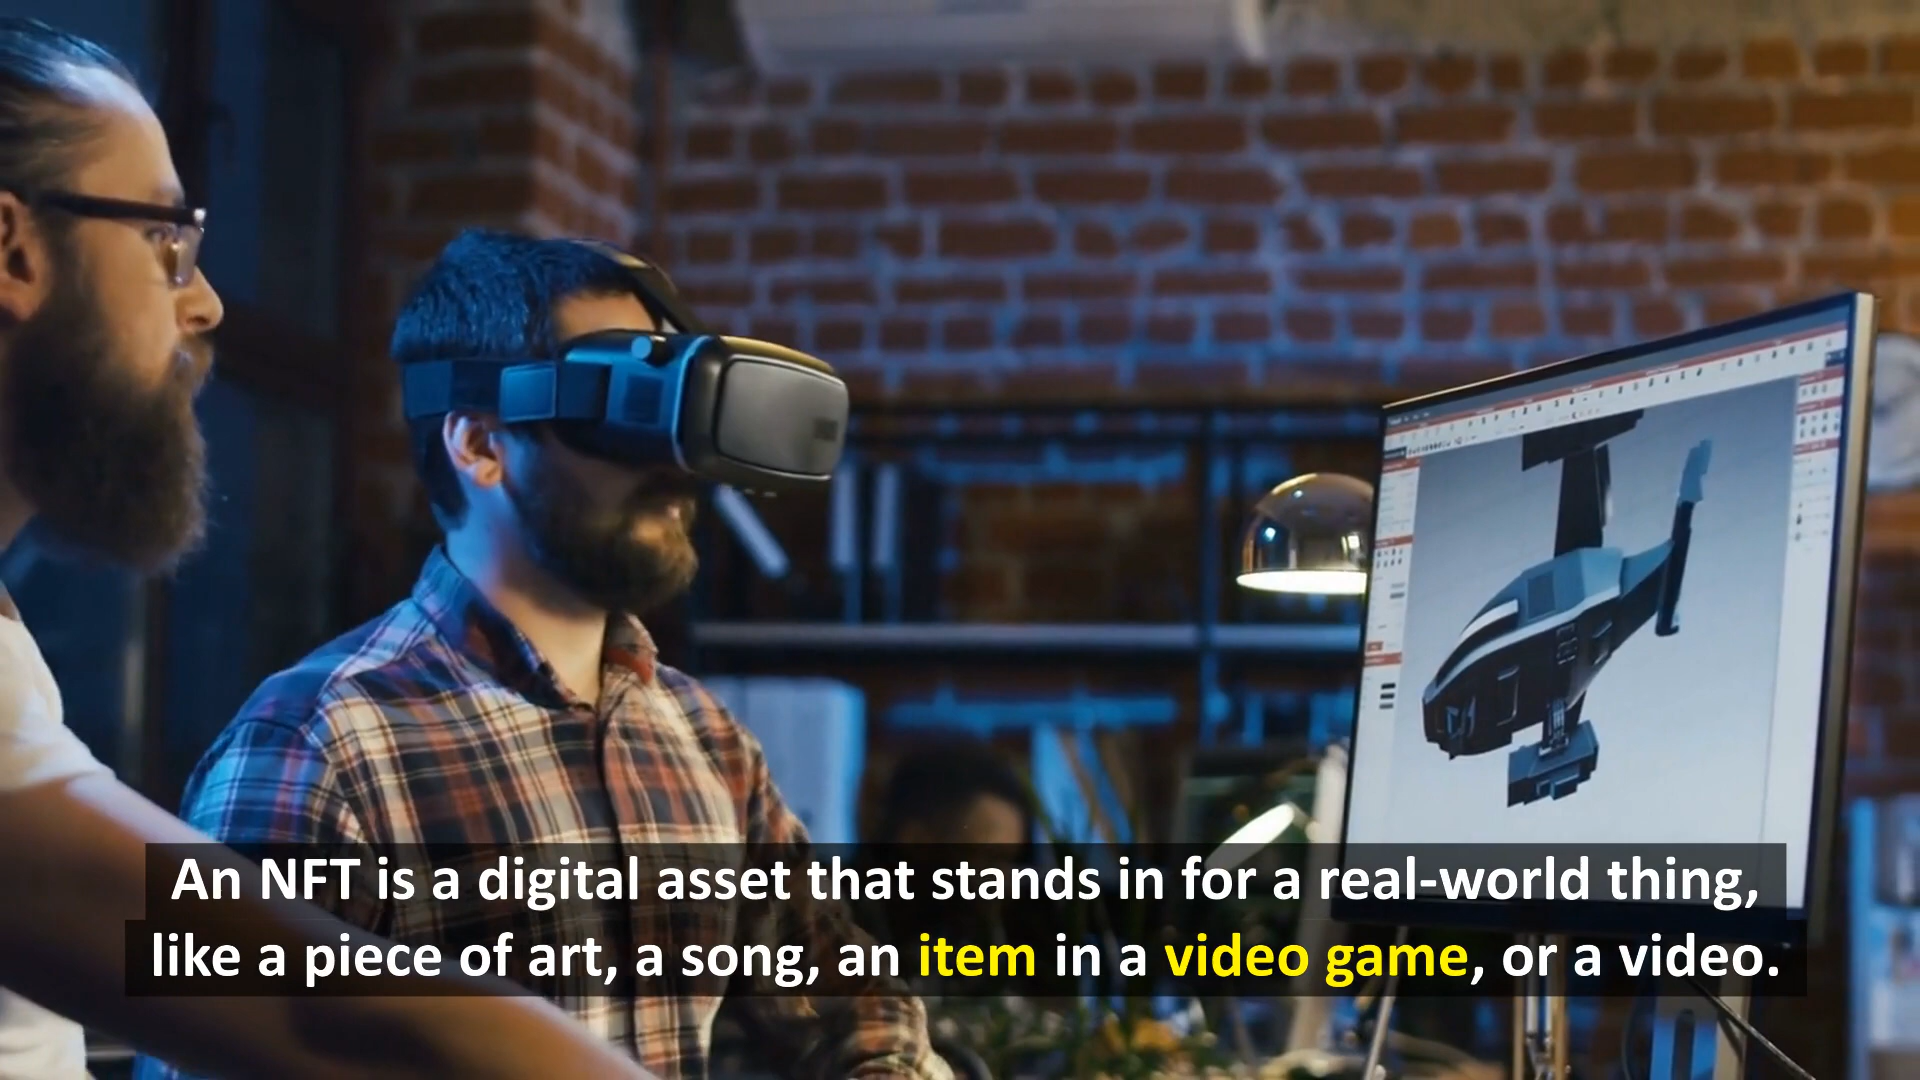 An NFT is a digital asset that stands in for a real-world thing,
like a piece of art, a song, an item in a video game, or a video.